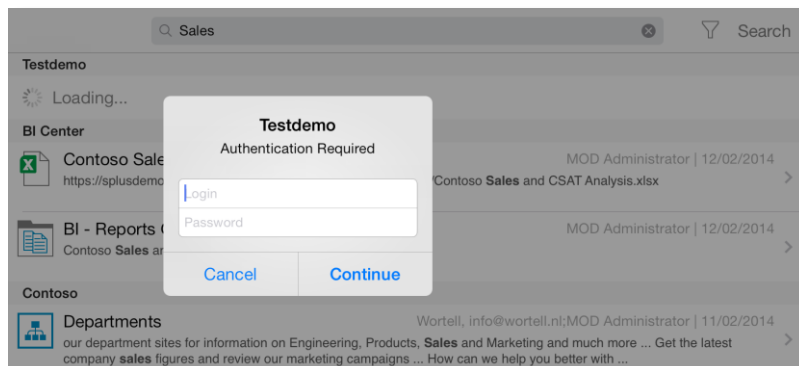 Sales
Search
Testdemo
Loading...
BI Center
Contoso Sale
MOD Administrator | 12/02/2014
https://splusdemo
/Contoso Sales and CSAT Analysis.xlsx
BI - Reports
MOD Administrator | 12/02/2014
Contoso Sales ar
Contoso
Departments
Wortell, info@wortell.nl;MOD Administrator | 11/02/2014
our department sites for information on Engineering, Products, Sales and Marketing and much more ... Get the latest
company sales figures and review our marketing campaigns ... How can we help you better with ...
Testdemo
Authentication Required
Login
Password
Cancel
Continue